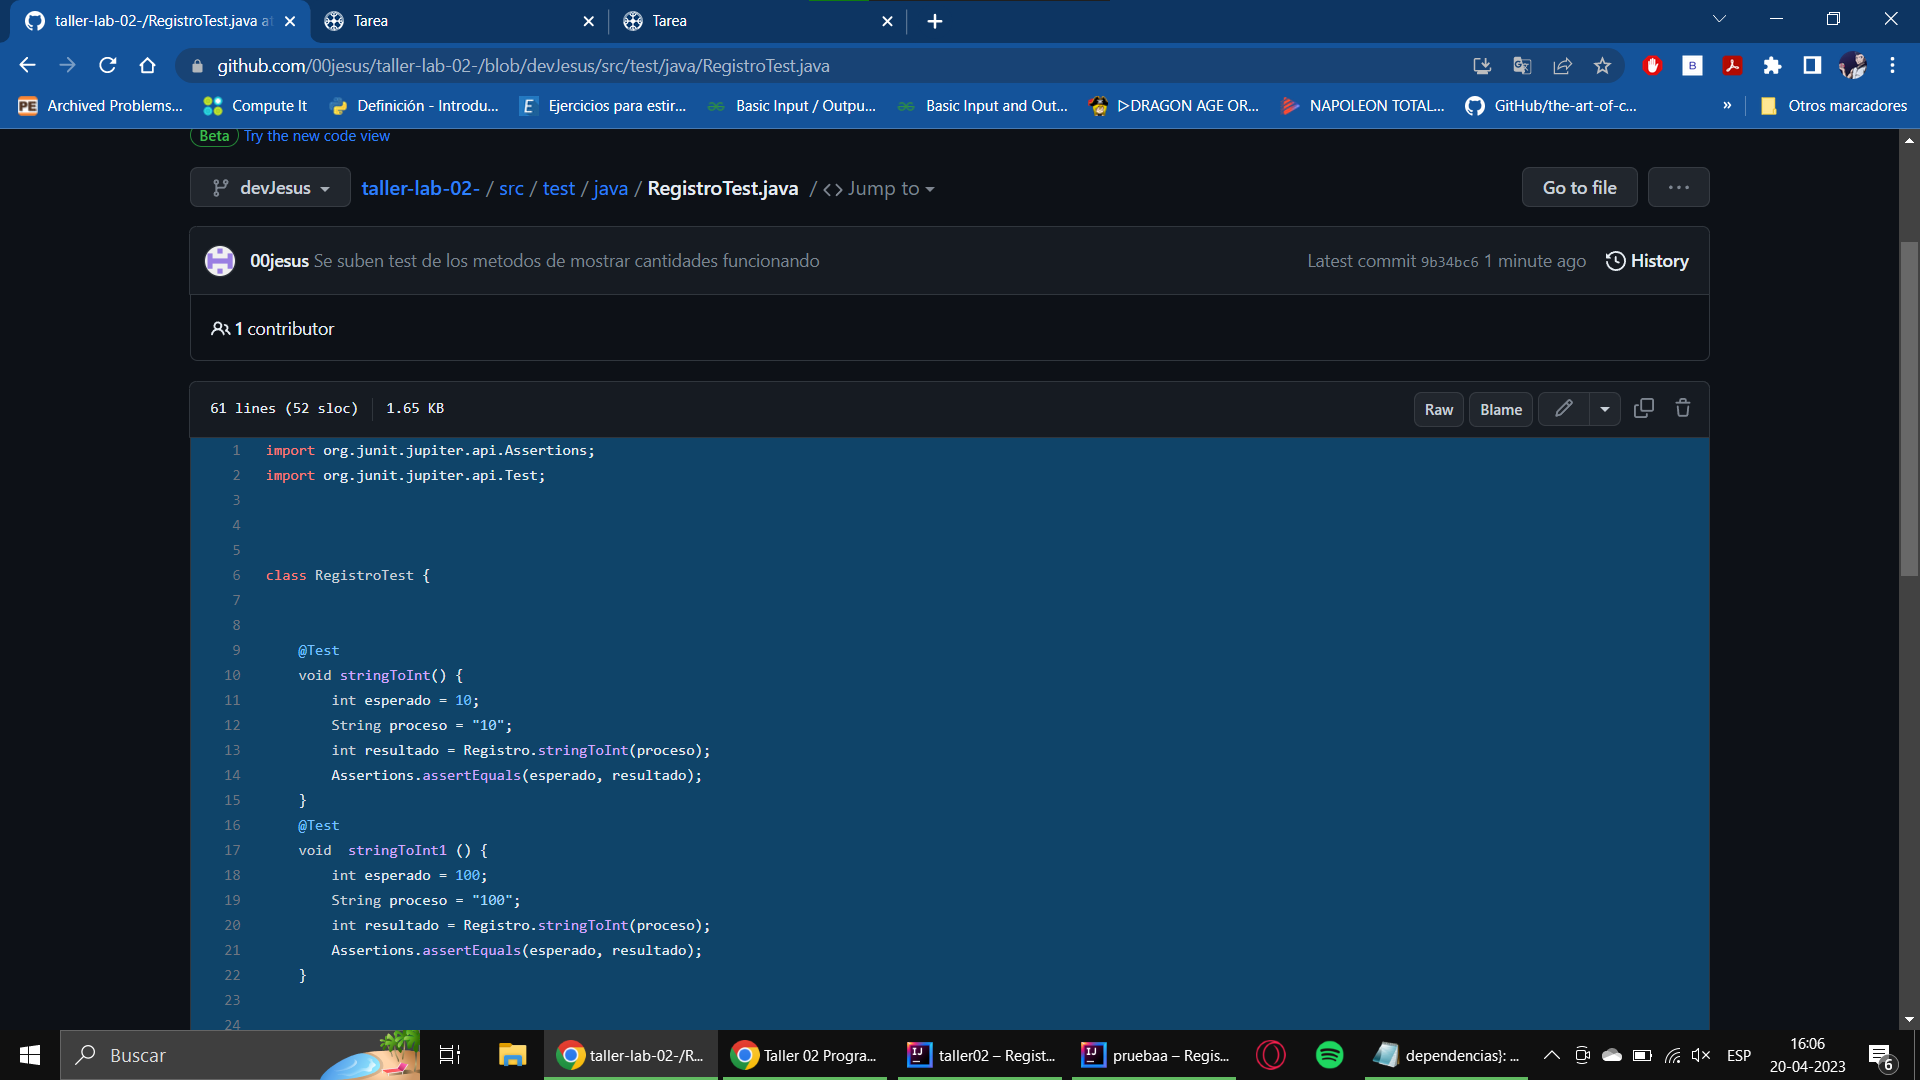 taller-lab-02-/RegistroTest.java at
Tarea
Tarea
github.com/00jesus/taller-lab-02-/blob/devJesus/src/test/java/RegistroTest.java
Archived Problems...
Compute It
Definición - Introdu...
Ejercicios para estir...
Basic Input / Outpu...
Basic Input and Out...
ᐅDRAGON AGE OR...
NAPOLEON TOTAL...
GitHub/the-art-of-c...
»
Otros marcadores
Beta Try the new code view
devJesus
taller-lab-02- / src / test / java / RegistroTest.java / <> Jump to
Go to file
...
00jesus Se suben test de los metodos de mostrar cantidades funcionando
Latest commit 9b34bc6 1 minute ago
History
1 contributor
61 lines (52 sloc)
1.65 KB
Raw
Blame
1 import org.junit.jupiter.api.Assertions;
2 import org.junit.jupiter.api.Test;
3
4
5
6 class RegistroTest {
7
8
9 @Test
10 void stringToInt() {
11 int esperado = 10;
12 String proceso = "10";
13 int resultado = Registro.stringToInt(proceso);
14 Assertions.assertEquals(esperado, resultado);
15 }
16 @Test
17 void  stringToInt1 () {
18 int esperado = 100;
19 String proceso = "100";
20 int resultado = Registro.stringToInt(proceso);
21 Assertions.assertEquals(esperado, resultado);
22 }
23
24
Buscar
taller-lab-02-/R...
Taller 02 Progra...
taller02 – Regist...
pruebaa – Regis...
dependencias}: ...
ESP
16:06
20-04-2023
6